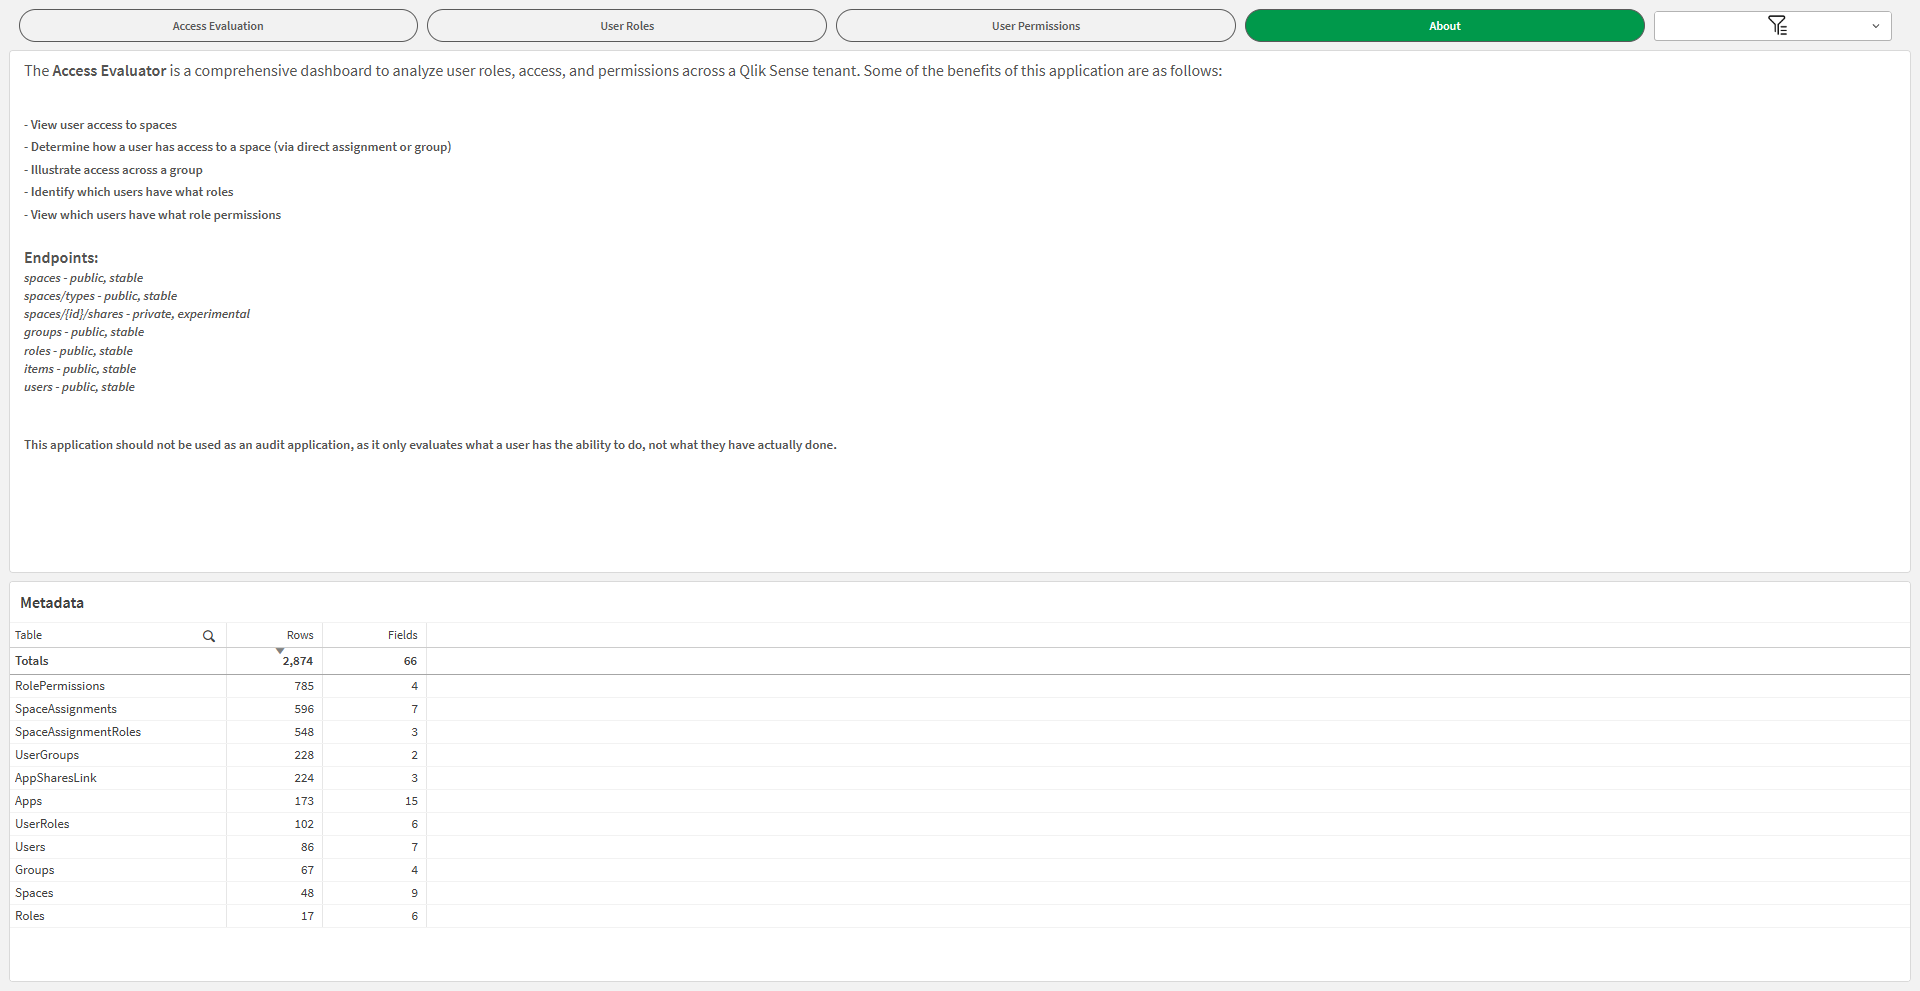 Access Evaluation User Roles User Permissions About
The Access Evaluator is a comprehensive dashboard to analyze user roles, access, and permissions across a Qlik Sense tenant. Some of the benefits of this application are as follows:
- View user access to spaces
- Determine how a user has access to a space (via direct assignment or group)
- Illustrate access across a group
- Identify which users have what roles
- View which users have what role permissions
Endpoints:
spaces - public, stable
spaces/types - public, stable
spaces/{id}/shares - private, experimental
groups - public, stable
roles - public, stable
items - public, stable
users - public, stable
This application should not be used as an audit application, as it only evaluates what a user has the ability to do, not what they have actually done.
Metadata
Table Rows Fields
Totals 2,874 66
RolePermissions 785 4
SpaceAssignments 596 7
SpaceAssignmentRoles 548 3
UserGroups 228 2
AppSharesLink 224 3
Apps 173 15
UserRoles 102 6
Users 86 7
Groups 67 4
Spaces 48 9
Roles 17 6